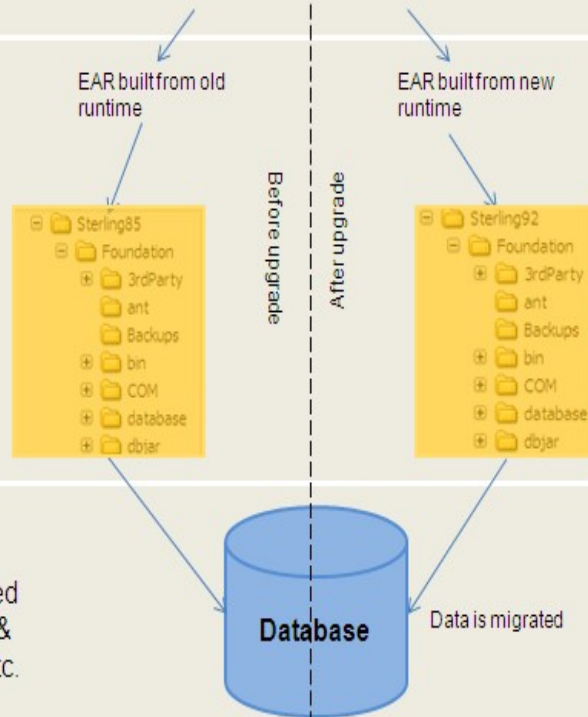 EAR built from old
runtime
EAR built from new
runtime
Before upgrade
After upgrade
Sterling85
Foundation
3rdParty
ant
Backups
bin
COM
database
dbjar
Sterling92
Foundation
3rdParty
ant
Backups
bin
COM
database
dbjar
&
Database
Data is migrated